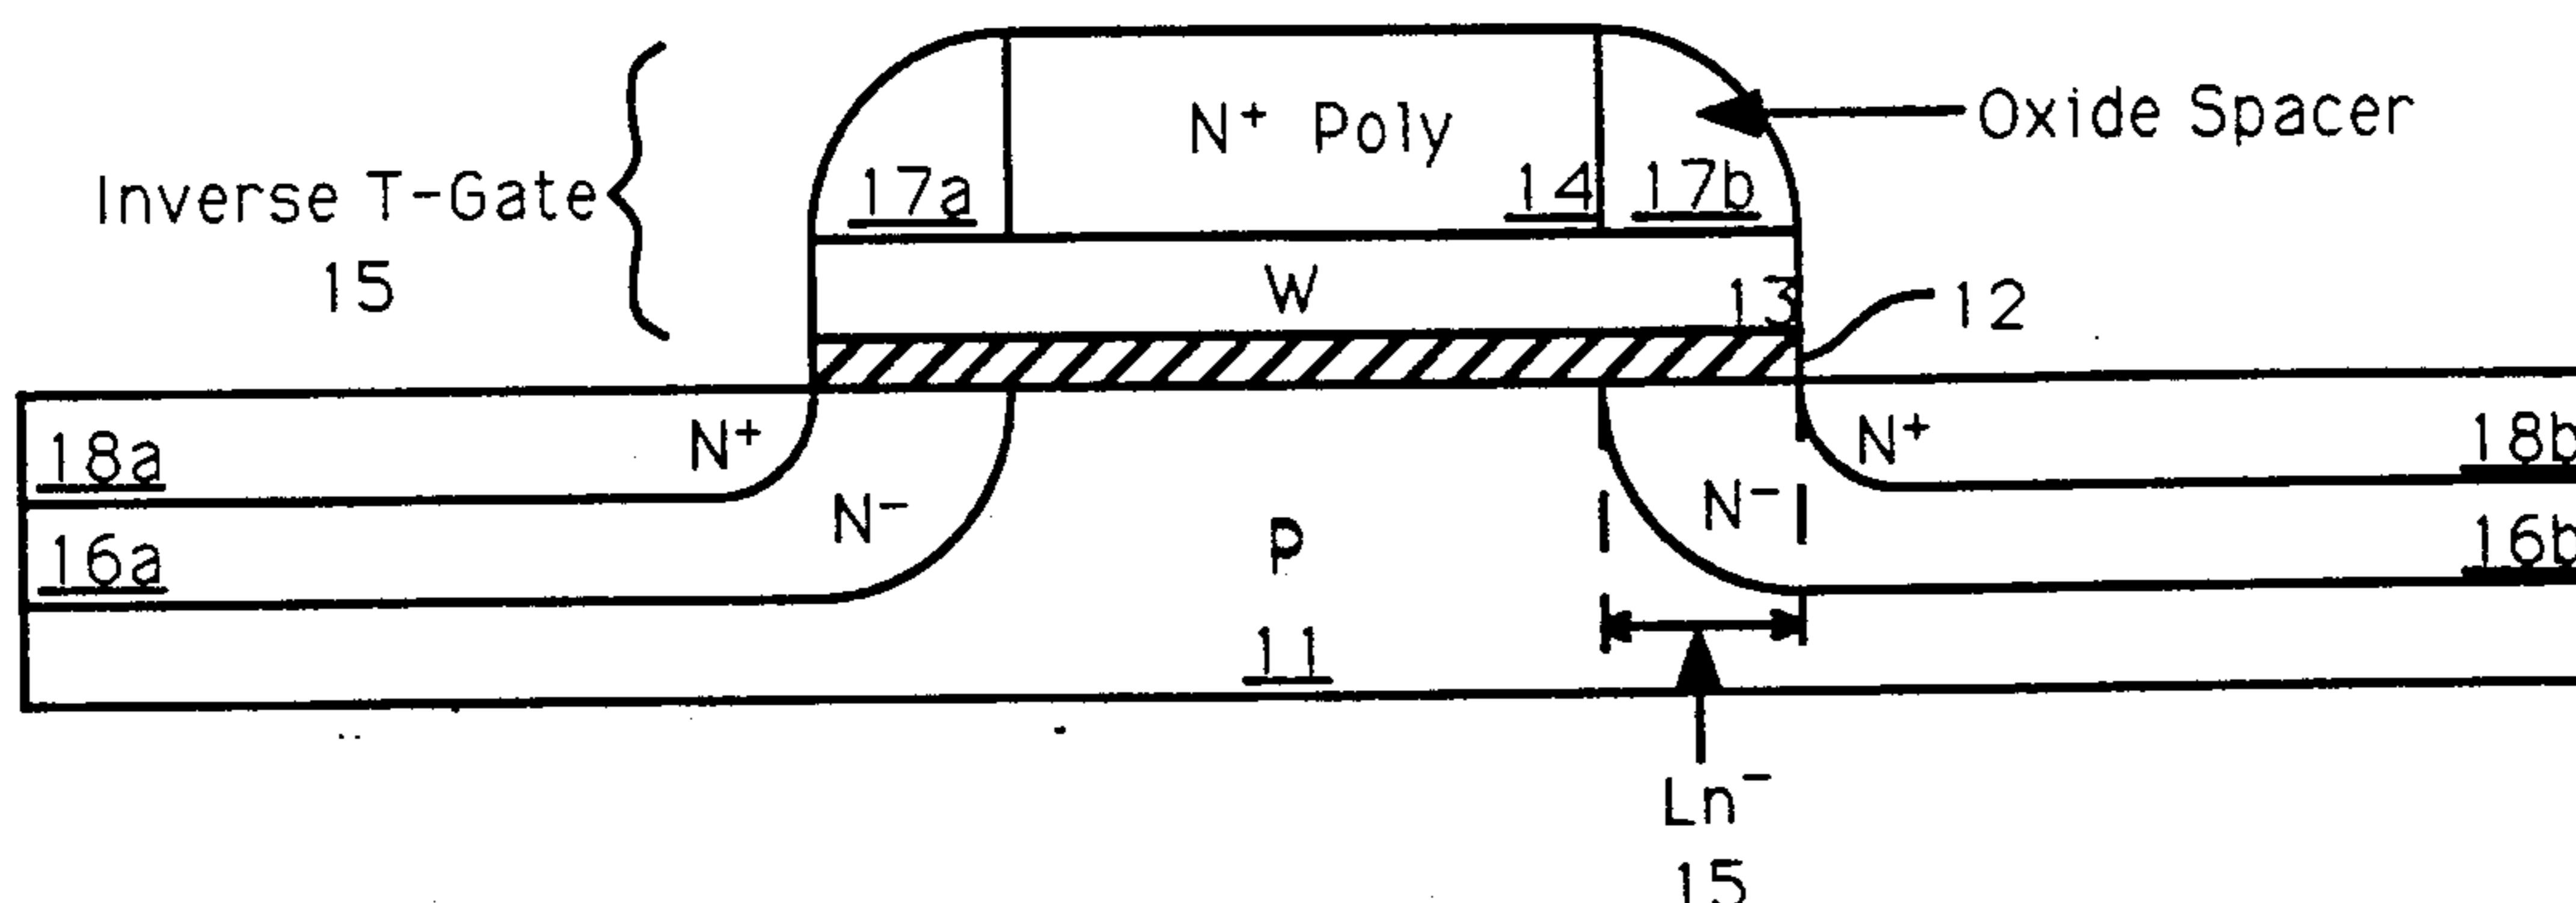 N⁺ Poly
Oxide Spacer
Inverse T-Gate
15
17a
14
17b
W
13
12
N⁺
N⁺
18a
18b
N⁻
N⁻
P
16a
16b
11
Ln⁻
15